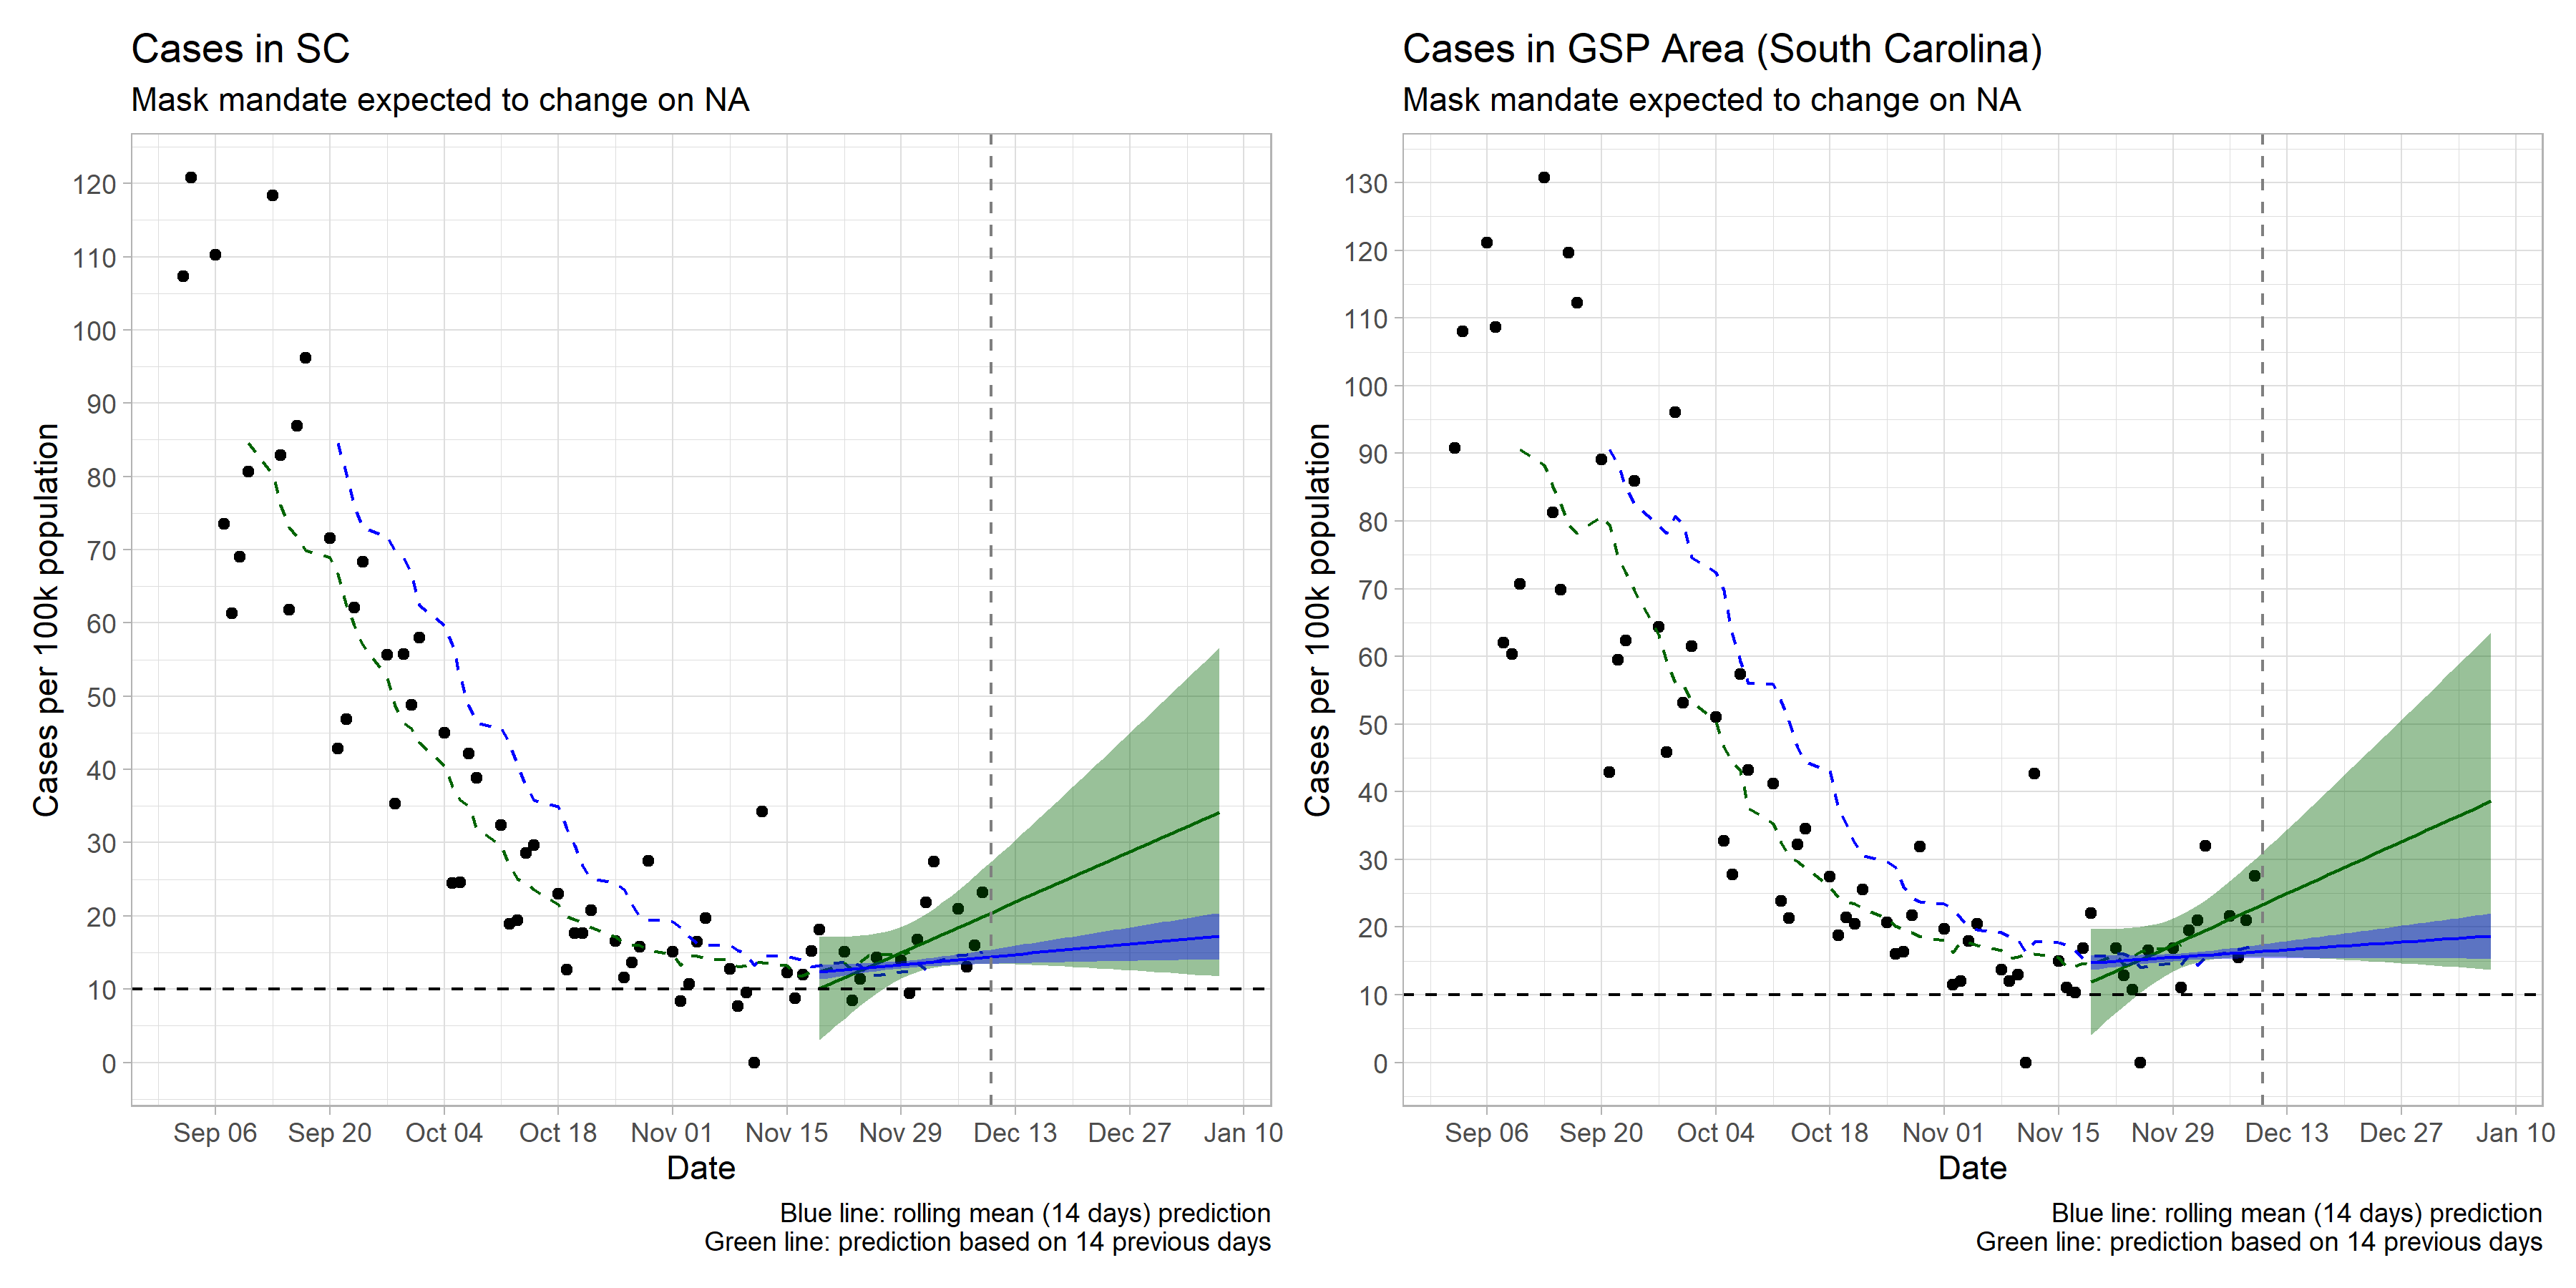 Cases in SC
Mask mandate expected to change on NA
120
110
100
90
80
70
60
50
40
30
20
10
0
Cases per 100k population
Sep 06 Sep 20 Oct 04 Oct 18 Nov 01 Nov 15 Nov 29 Dec 13 Dec 27 Jan 10
Date
Blue line: rolling mean (14 days) prediction
Green line: prediction based on 14 previous days
Cases in GSP Area (South Carolina)
Mask mandate expected to change on NA
130
120
110
100
90
80
70
60
50
40
30
20
10
0
Cases per 100k population
Sep 06 Sep 20 Oct 04 Oct 18 Nov 01 Nov 15 Nov 29 Dec 13 Dec 27 Jan 10
Date
Blue line: rolling mean (14 days) prediction
Green line: prediction based on 14 previous days